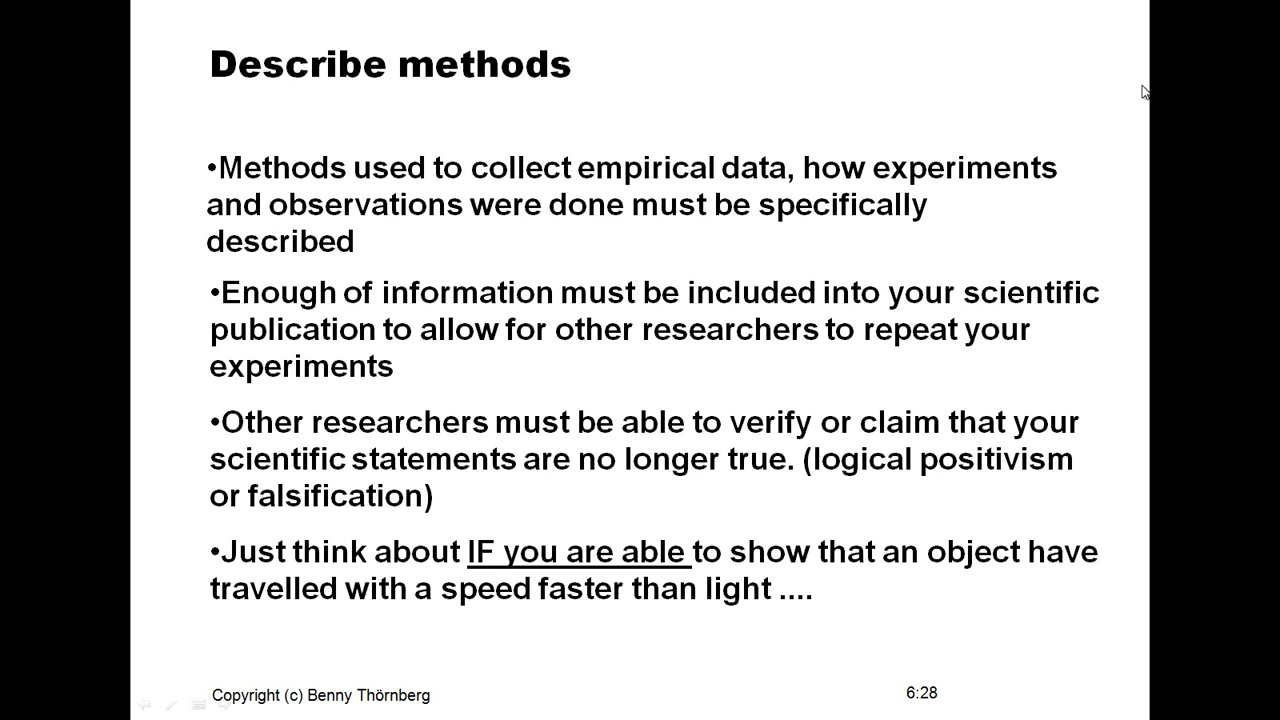 Describe methods
•Methods used to collect empirical data, how experiments
and observations were done must be specifically
described
•Enough of information must be included into your scientific
publication to allow for other researchers to repeat your
experiments
•Other researchers must be able to verify or claim that your
scientific statements are no longer true. (logical positivism
or falsification)
•Just think about IF you are able to show that an object have
travelled with a speed faster than light ....
Copyright (c) Benny Thörnberg
6:28